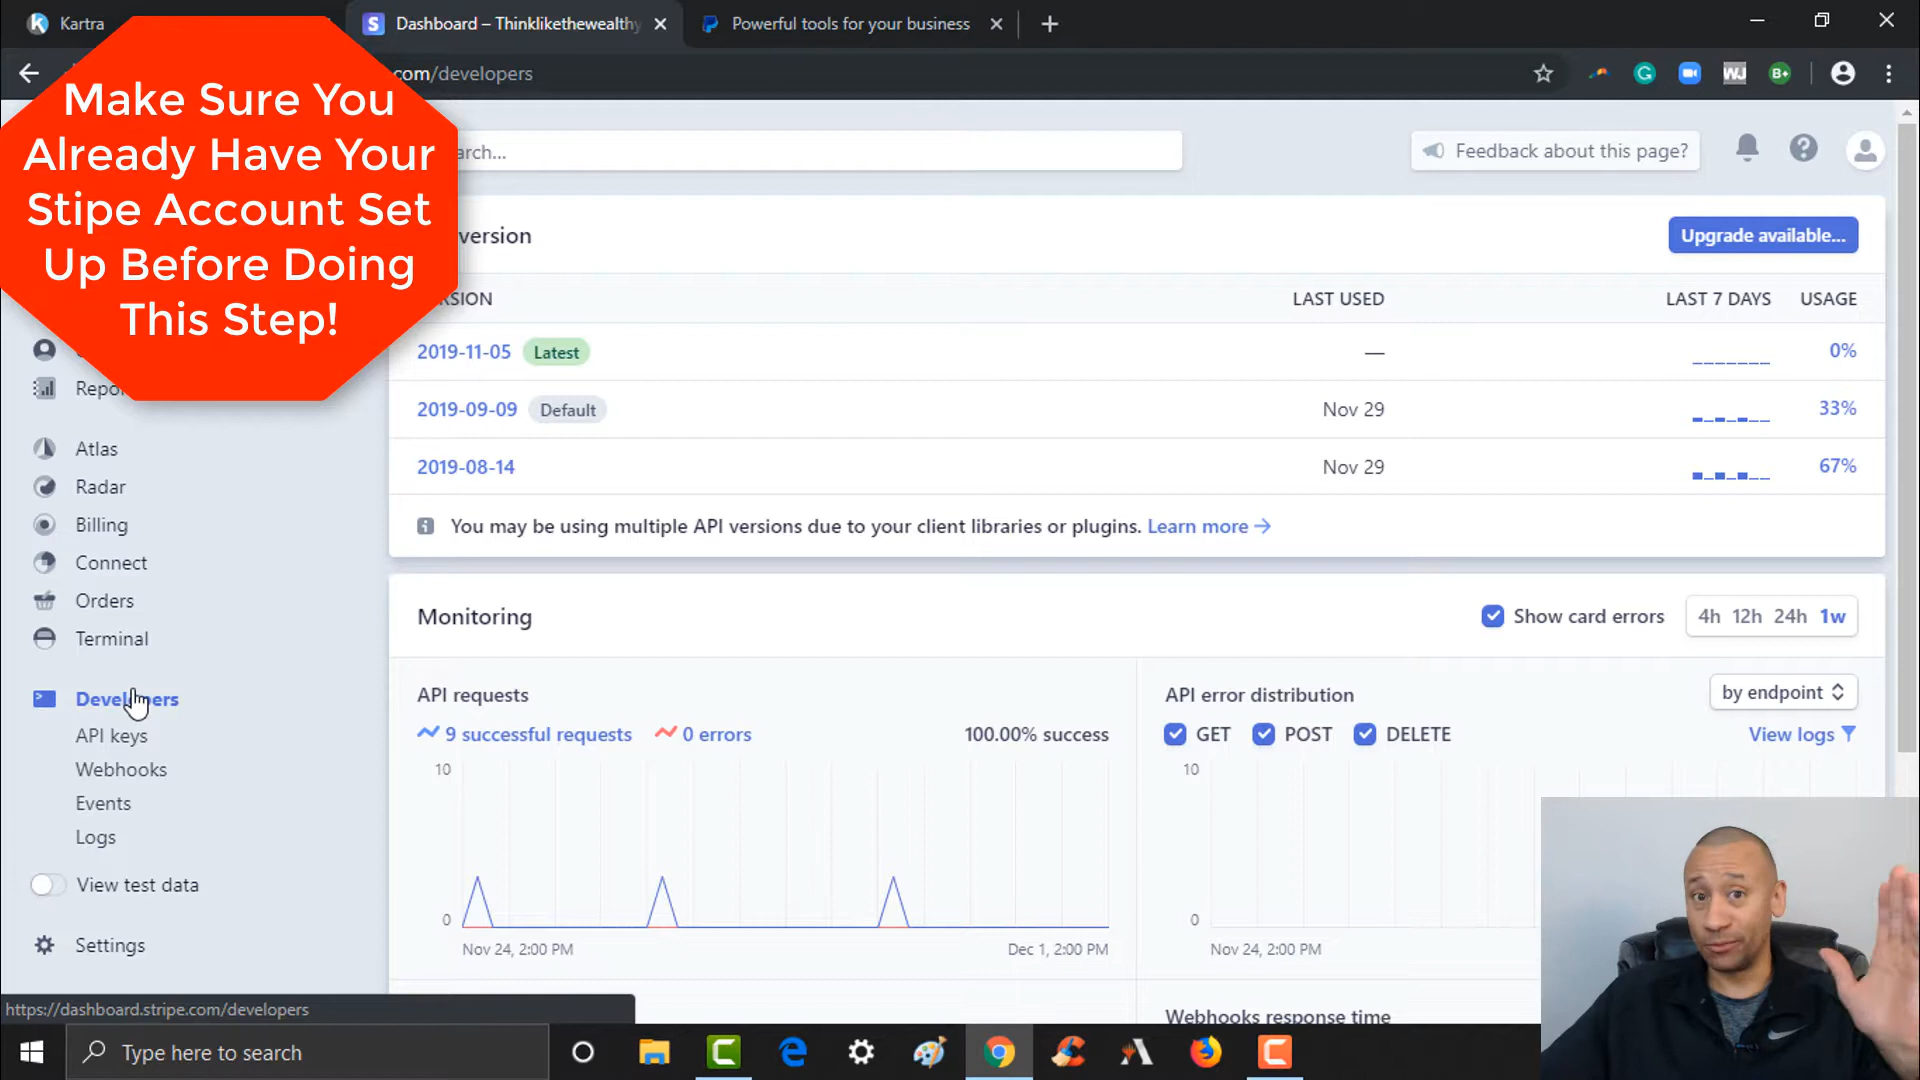 Kartra
Dashboard – Thinklikethewealthy
Powerful tools for your business
com/developers
Make Sure You
Already Have Your
Stipe Account Set
Up Before Doing
This Step!
arch...
Feedback about this page?
version
Upgrade available...
RSION
LAST USED
LAST 7 DAYS
USAGE
2019-11-05
Latest
—
0%
2019-09-09
Default
Nov 29
33%
2019-08-14
Nov 29
67%
You may be using multiple API versions due to your client libraries or plugins. Learn more →
Repo
Atlas
Radar
Billing
Connect
Orders
Terminal
Developers
API keys
Webhooks
Events
Logs
View test data
Settings
Monitoring
Show card errors
4h 12h 24h 1w
API requests
9 successful requests
0 errors
100.00% success
10
0
Nov 24, 2:00 PM
Dec 1, 2:00 PM
API error distribution
by endpoint
GET
POST
DELETE
View logs
10
0
Nov 24, 2:00 PM
Webhooks response time
https://dashboard.stripe.com/developers
Type here to search